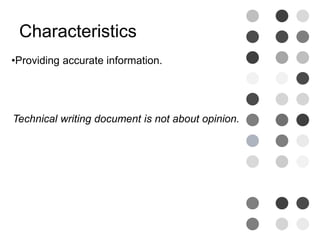 Characteristics
•Providing accurate information.
Technical writing document is not about opinion.